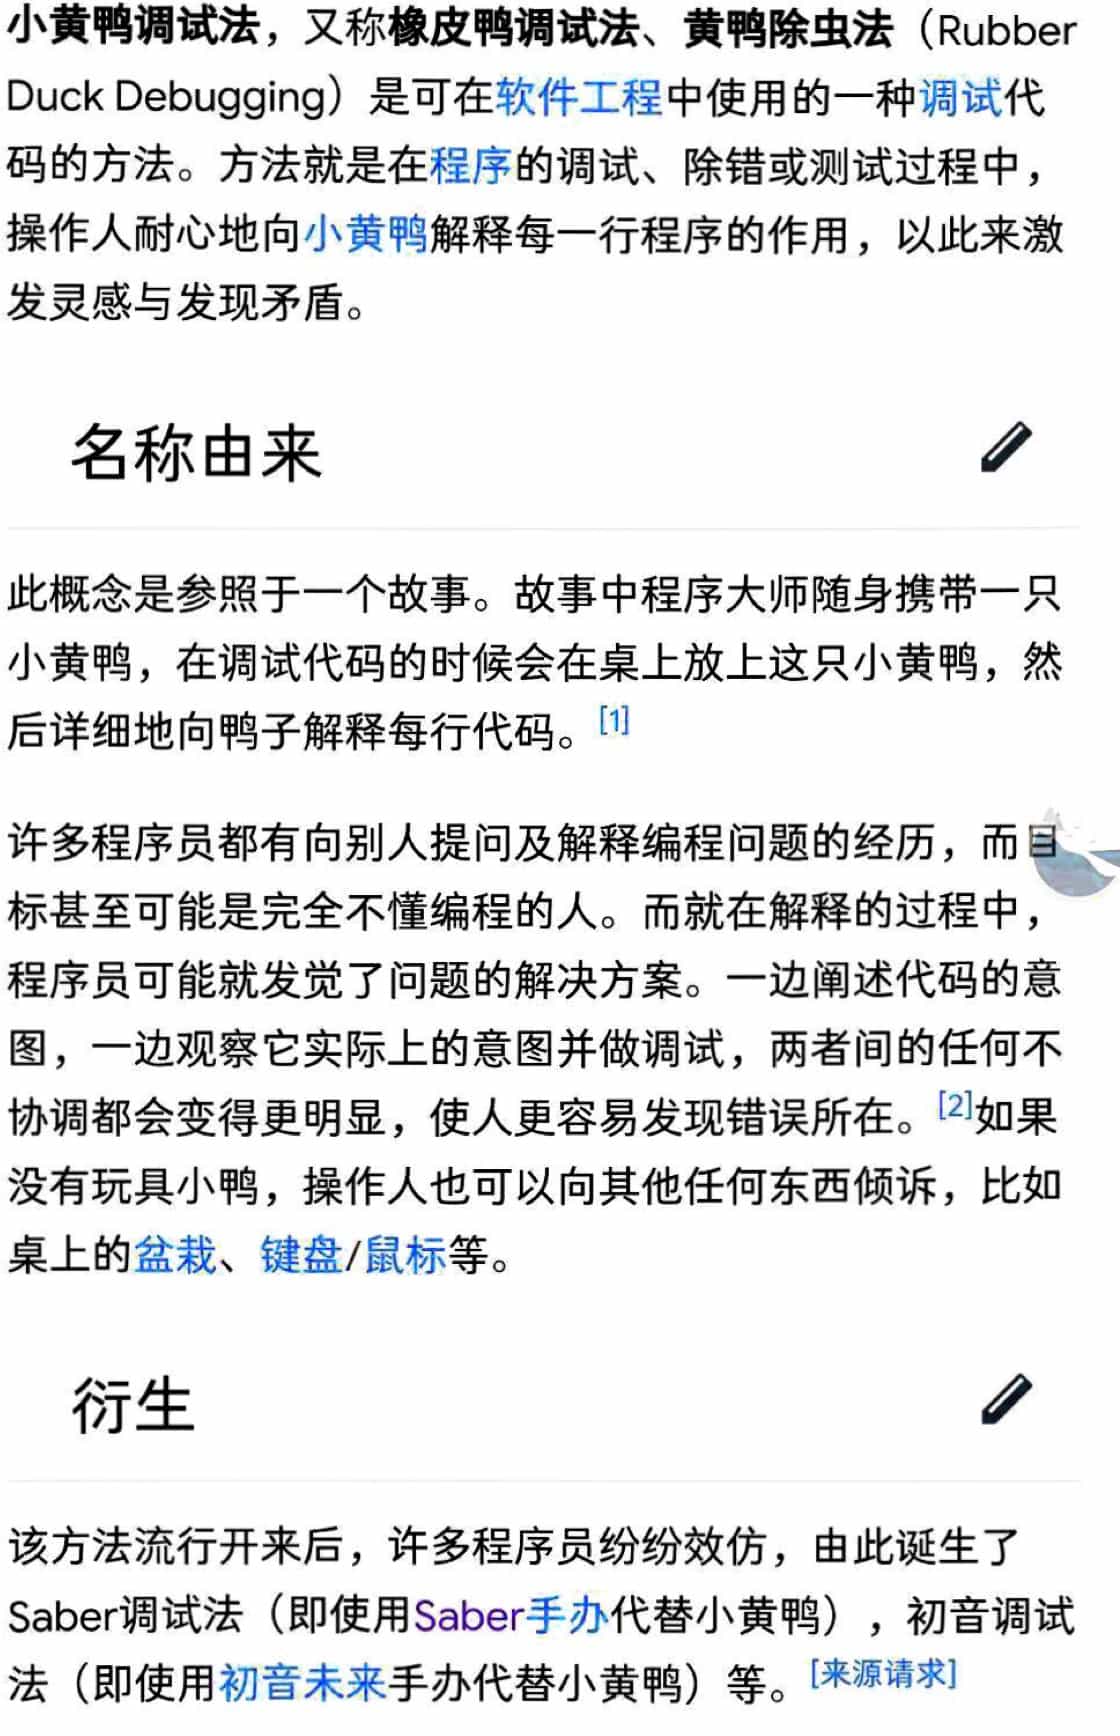 小黄鸭调试法，又称橡皮鸭调试法、黄鸭除虫法（Rubber
Duck Debugging）是可在软件工程中使用的一种调试代
码的方法。方法就是在程序的调试、除错或测试过程中，
操作人耐心地向小黄鸭解释每一行程序的作用，以此来激
发灵感与发现矛盾。
名称由来
此概念是参照于一个故事。故事中程序大师随身携带一只
小黄鸭，在调试代码的时候会在桌上放上这只小黄鸭，然
后详细地向鸭子解释每行代码。[1]
许多程序员都有向别人提问及解释编程问题的经历，而目
标甚至可能是完全不懂编程的人。而就在解释的过程中，
程序员可能就发觉了问题的解决方案。一边阐述代码的意
图，一边观察它实际上的意图并做调试，两者间的任何不
协调都会变得更明显，使人更容易发现错误所在。[2]如果
没有玩具小鸭，操作人也可以向其他任何东西倾诉，比如
桌上的盆栽、键盘/鼠标等。
衍生
该方法流行开来后，许多程序员纷纷效仿，由此诞生了
Saber调试法（即使用Saber手办代替小黄鸭），初音调试
法（即使用初音未来手办代替小黄鸭）等。[来源请求]